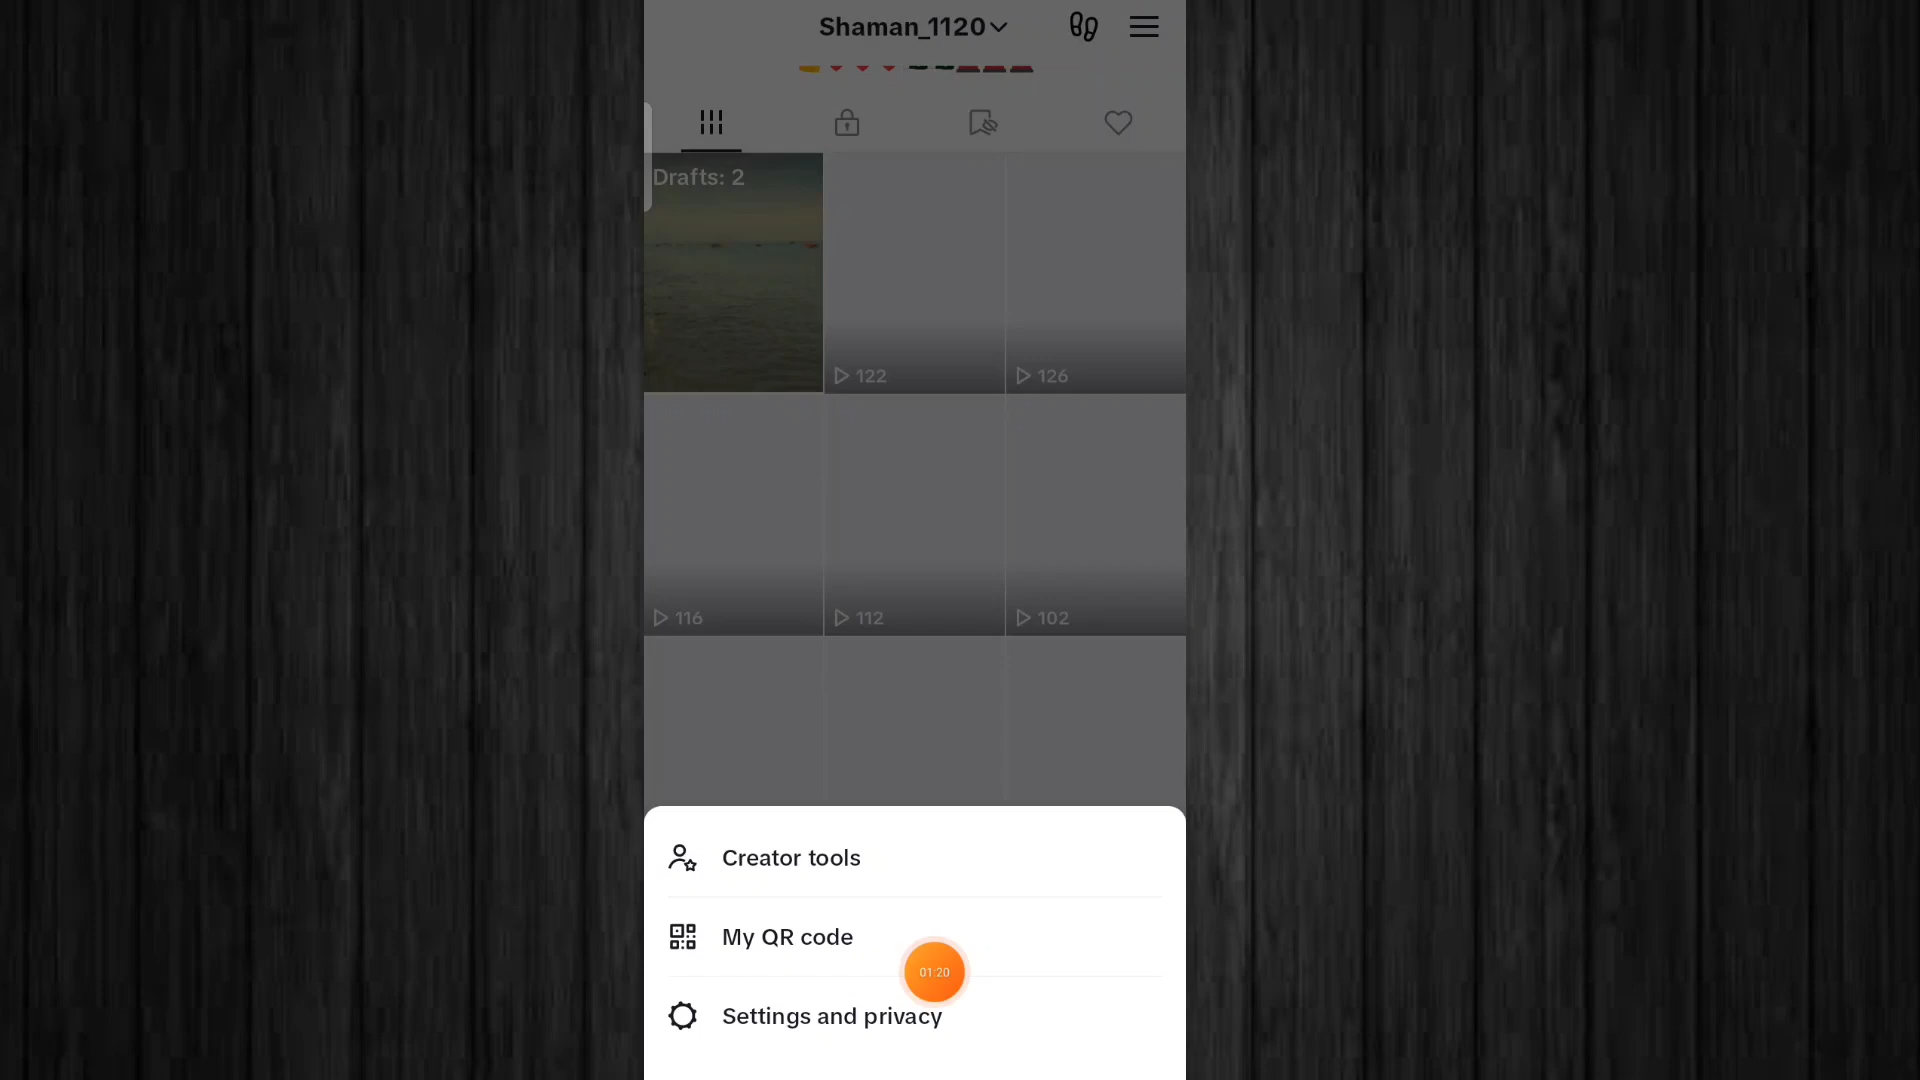 Shaman_1120
Drafts: 2
122
126
116
112
102
Creator tools
My QR code
01:20
Settings and privacy